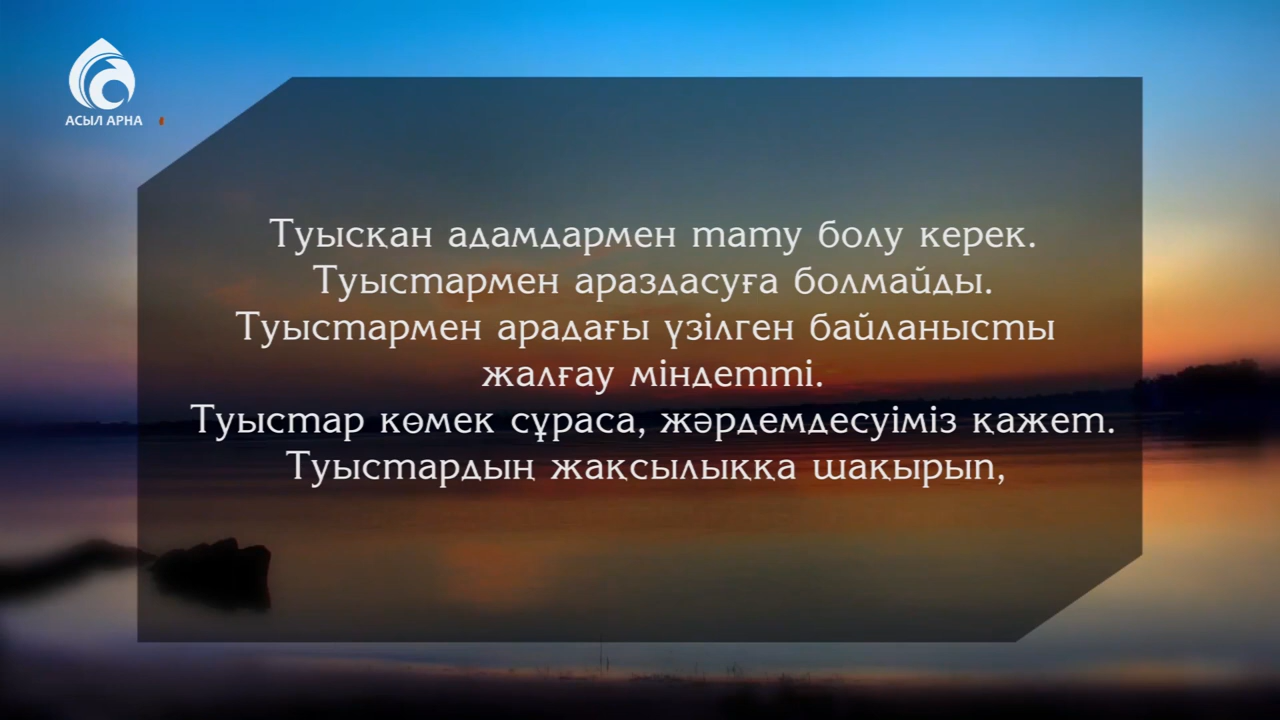 АСЫЛ АРНА
Туысқан адамдармен тату болу керек.
Туыстармен араздасуға болмайды.
Туыстармен арадағы үзілген байланысты
жалғау міндетті.
Туыстар көмек сұраса, жәрдемдесуіміз қажет.
Туыстардың жақсылыққа шақырып,